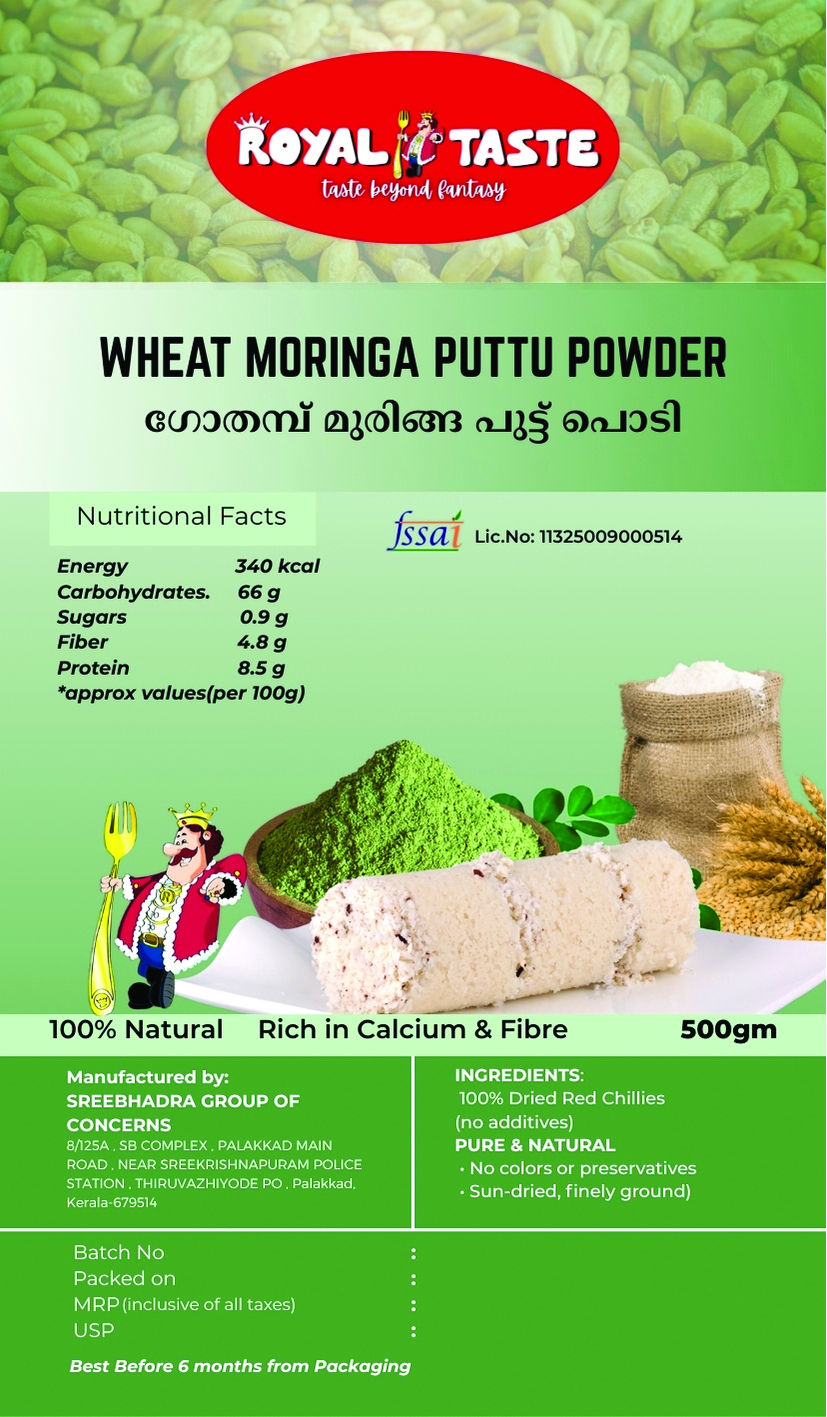 ROYAL TASTE
taste beyond fantasy
WHEAT MORINGA PUTTU POWDER
ഗോതമ്പ് മുരിങ്ങ പുട്ട് പൊടി
Nutritional Facts
fssai Lic.No: 11325009000514
Energy 340 kcal
Carbohydrates. 66 g
Sugars 0.9 g
Fiber 4.8 g
Protein 8.5 g
*approx values(per 100g)
100% Natural Rich in Calcium & Fibre 500gm
Manufactured by:
SREEBHADRA GROUP OF
CONCERNS
8/125A , SB COMPLEX , PALAKKAD MAIN
ROAD , NEAR SREEKRISHNAPURAM POLICE
STATION , THIRUVAZHIYODE PO , Palakkad,
Kerala-679514
INGREDIENTS:
100% Dried Red Chillies
(no additives)
PURE & NATURAL
• No colors or preservatives
• Sun-dried, finely ground)
Batch No :
Packed on :
MRP(inclusive of all taxes) :
USP :
Best Before 6 months from Packaging